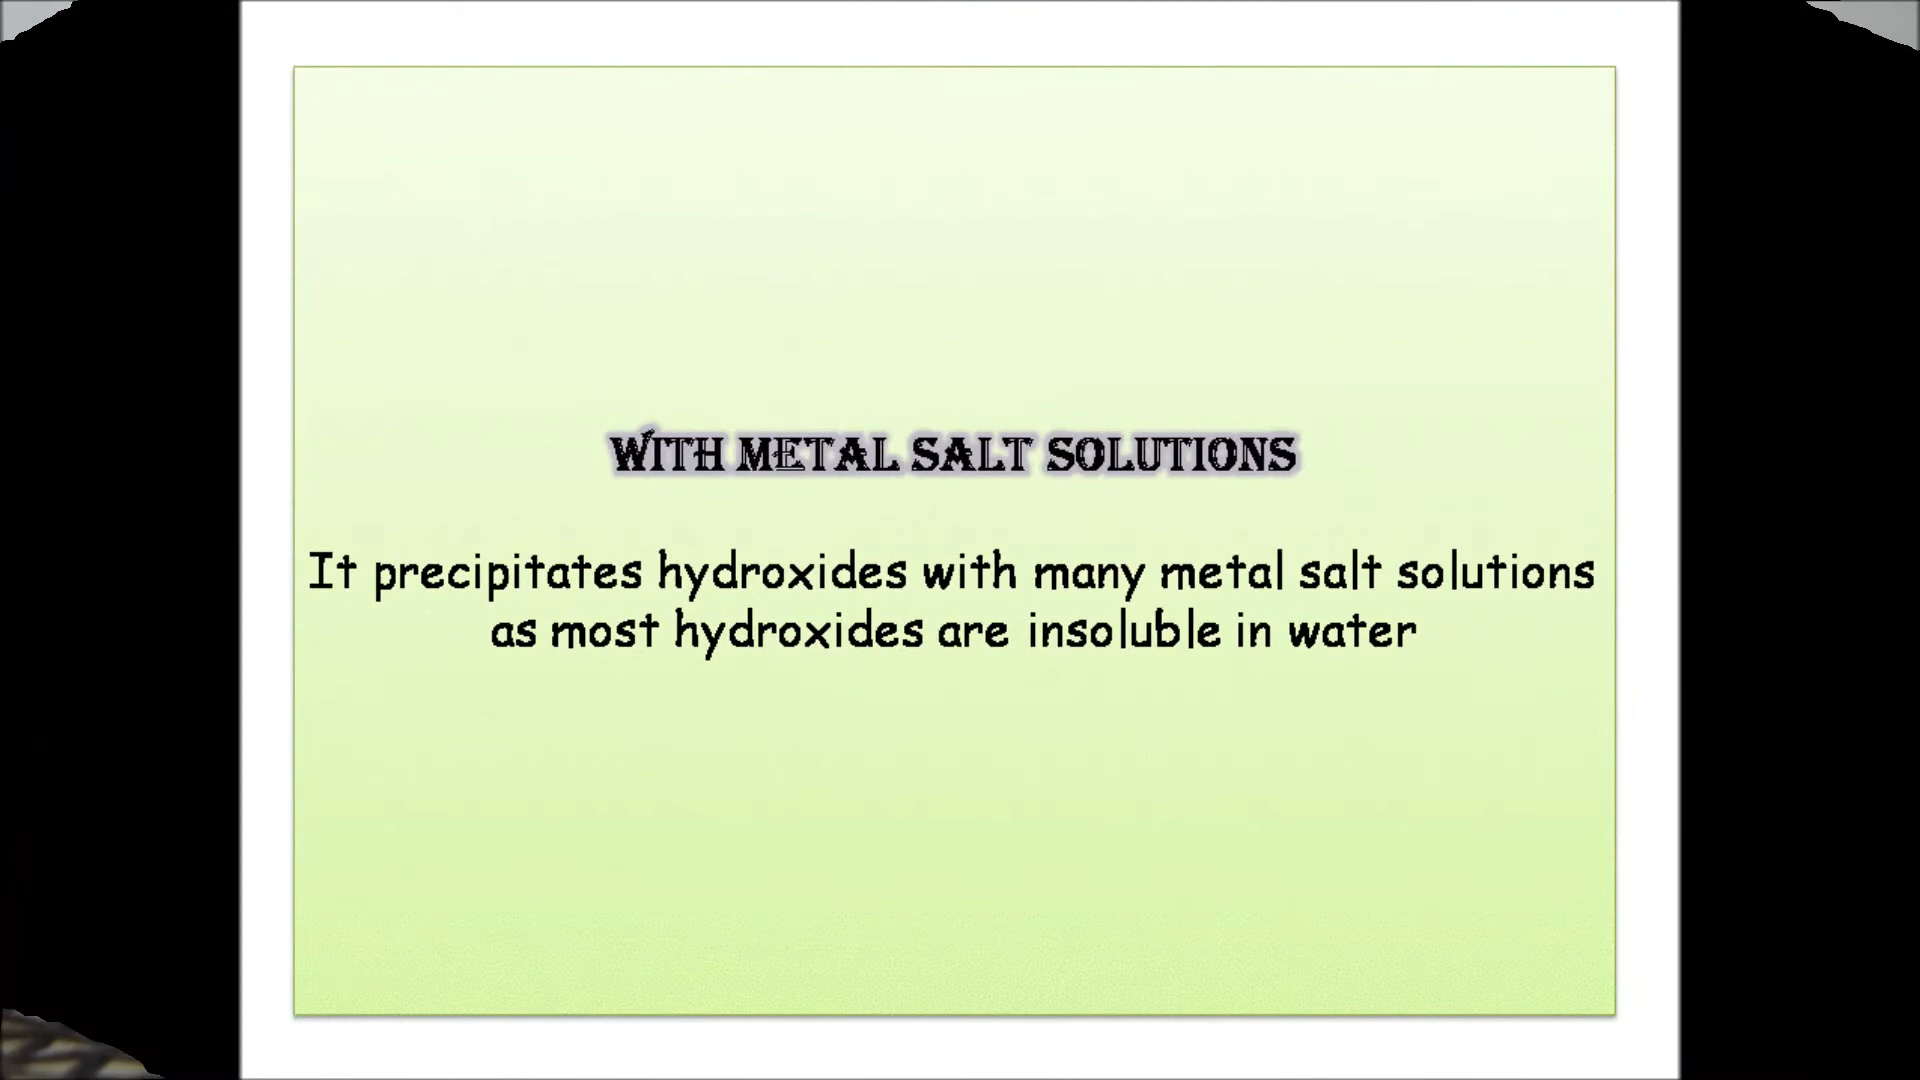 WITH METAL SALT SOLUTIONS
It precipitates hydroxides with many metal salt solutions
as most hydroxides are insoluble in water